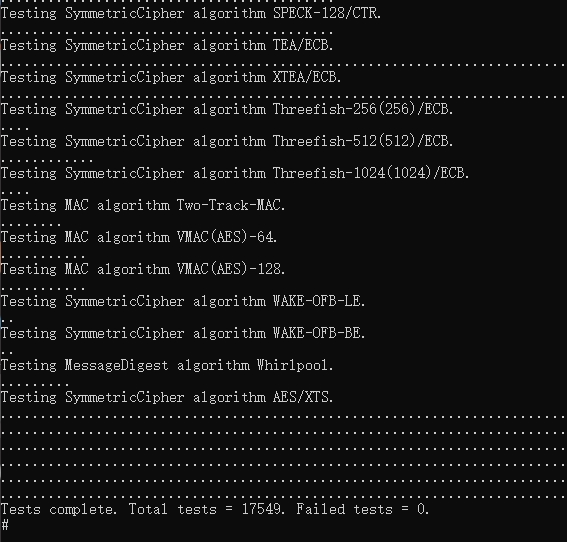 ..........................................
Testing SymmetricCipher algorithm SPECK-128/CTR.
..........................................
Testing SymmetricCipher algorithm TEA/ECB.
.......................................................................
Testing SymmetricCipher algorithm XTEA/ECB.
.......................................................................
Testing SymmetricCipher algorithm Threefish-256(256)/ECB.
....
Testing SymmetricCipher algorithm Threefish-512(512)/ECB.
............
Testing SymmetricCipher algorithm Threefish-1024(1024)/ECB.
....
Testing MAC algorithm Two-Track-MAC.
........
Testing MAC algorithm VMAC(AES)-64.
...........
Testing MAC algorithm VMAC(AES)-128.
...........
Testing SymmetricCipher algorithm WAKE-OFB-LE.
..
Testing SymmetricCipher algorithm WAKE-OFB-BE.
..
Testing MessageDigest algorithm Whirlpool.
.........
Testing SymmetricCipher algorithm AES/XTS.
.......................................................................
.......................................................................
.......................................................................
.......................................................................
.......................................................................
.......................................................................
Tests complete. Total tests = 17549. Failed tests = 0.
#